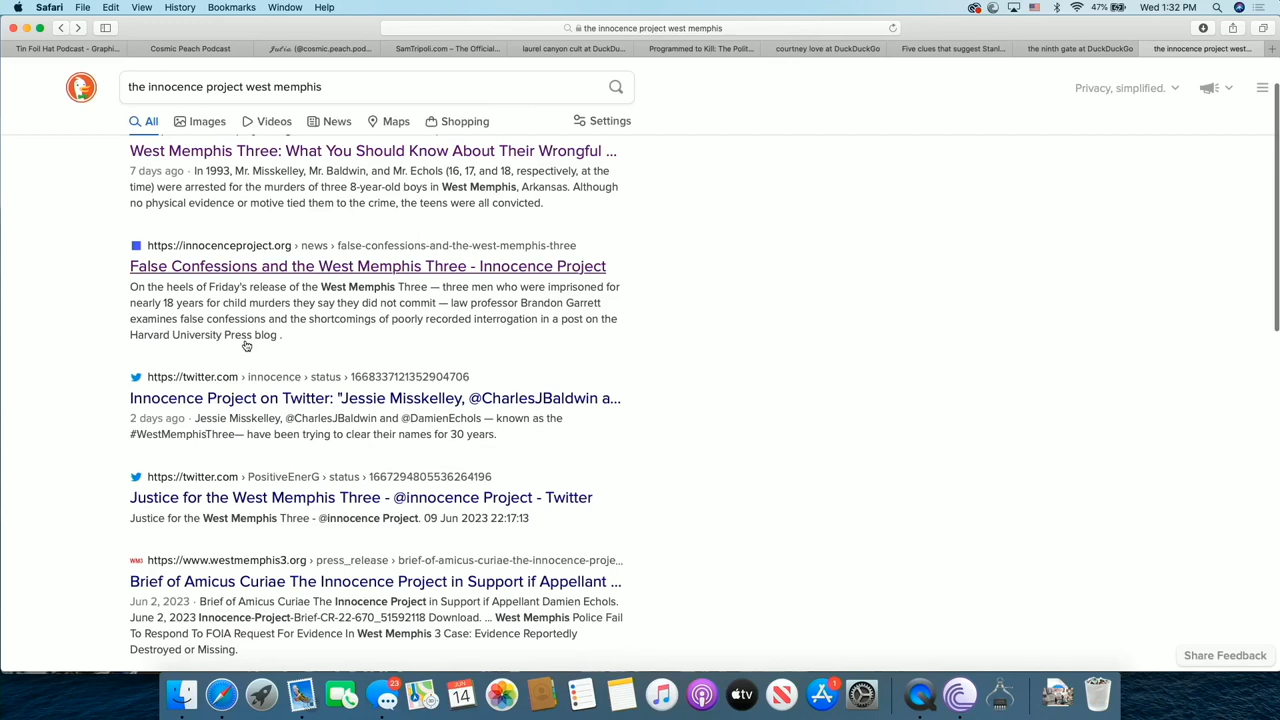 Safari File Edit View History Bookmarks Window Help 47% Wed 1:32 PM
the innocence project west memphis
Tin Foil Hat Podcast - Graphi... Cosmic Peach Podcast Julia (@cosmic.peach.pod... SamTripoli.com – The Official... laurel canyon cult at DuckDu... Programmed to Kill: The Polit... courtney love at DuckDuckGo Five clues that suggest Stanl... the ninth gate at DuckDuckGo the innocence project west...
the innocence project west memphis
Privacy, simplified.
All Images Videos News Maps Shopping Settings
West Memphis Three: What You Should Know About Their Wrongful ...
7 days ago · In 1993, Mr. Misskelley, Mr. Baldwin, and Mr. Echols (16, 17, and 18, respectively, at the
time) were arrested for the murders of three 8-year-old boys in West Memphis, Arkansas. Although
no physical evidence or motive tied them to the crime, the teens were all convicted.
https://innocenceproject.org › news › false-confessions-and-the-west-memphis-three
False Confessions and the West Memphis Three - Innocence Project
On the heels of Friday's release of the West Memphis Three — three men who were imprisoned for
nearly 18 years for child murders they say they did not commit — law professor Brandon Garrett
examines false confessions and the shortcomings of poorly recorded interrogation in a post on the
Harvard University Press blog .
https://twitter.com › innocence › status › 1668337121352904706
Innocence Project on Twitter: "Jessie Misskelley, @CharlesJBaldwin a...
2 days ago · Jessie Misskelley, @CharlesJBaldwin and @DamienEchols — known as the
#WestMemphisThree— have been trying to clear their names for 30 years.
https://twitter.com › PositiveEnerG › status › 1667294805536264196
Justice for the West Memphis Three - @innocence Project - Twitter
Justice for the West Memphis Three - @innocence Project. 09 Jun 2023 22:17:13
WM3 https://www.westmemphis3.org › press_release › brief-of-amicus-curiae-the-innocence-proje...
Brief of Amicus Curiae The Innocence Project in Support if Appellant ...
Jun 2, 2023 · Brief of Amicus Curiae The Innocence Project in Support if Appellant Damien Echols.
June 2, 2023 Innocence-Project-Brief-CR-22-670_51592118 Download. ... West Memphis Police Fail
To Respond To FOIA Request For Evidence In West Memphis 3 Case: Evidence Reportedly
Destroyed or Missing.
Share Feedback
23
JUN
14
tv
1